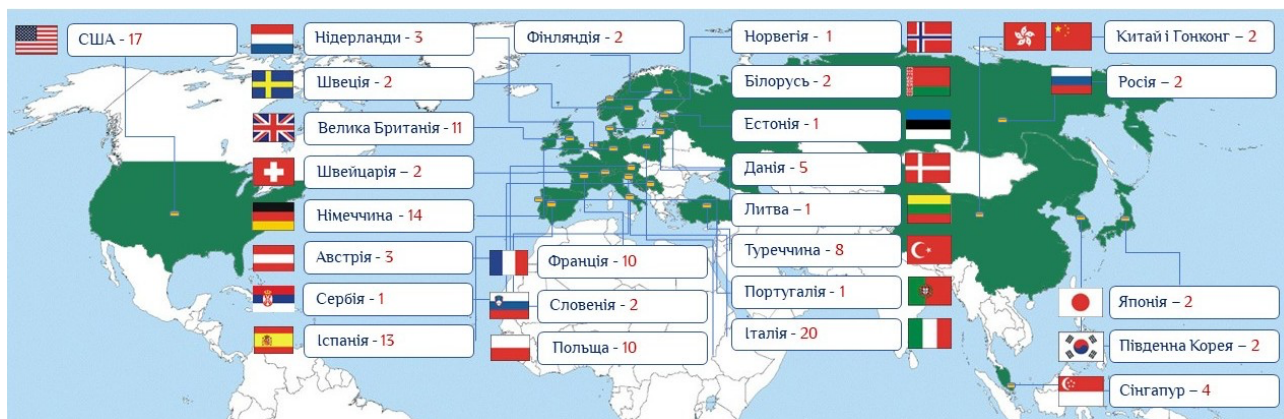 США - 17
Нідерланди - 3
Фінляндія - 2
Норвегія - 1
Китай і Гонконг – 2
Швеція - 2
Білорусь - 2
Росія – 2
Велика Британія - 11
Естонія - 1
Швейцарія – 2
Данія - 5
Німеччина - 14
Литва – 1
Австрія - 3
Франція - 10
Туреччина - 8
Сербія - 1
Словенія - 2
Португалія - 1
Японія – 2
Іспанія - 13
Польща - 10
Італія - 20
Південна Корея – 2
Сінгапур – 4